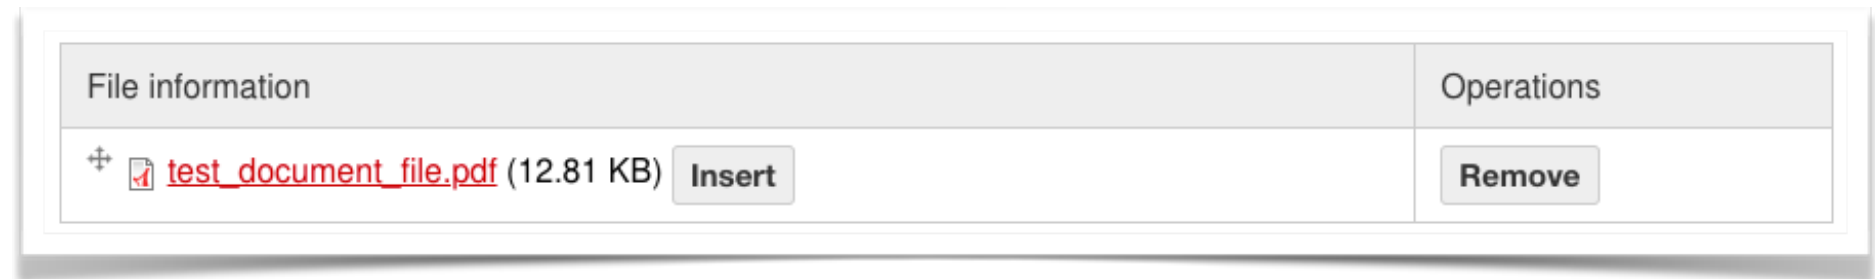 File information Operations
test_document_file.pdf (12.81 KB) Insert Remove